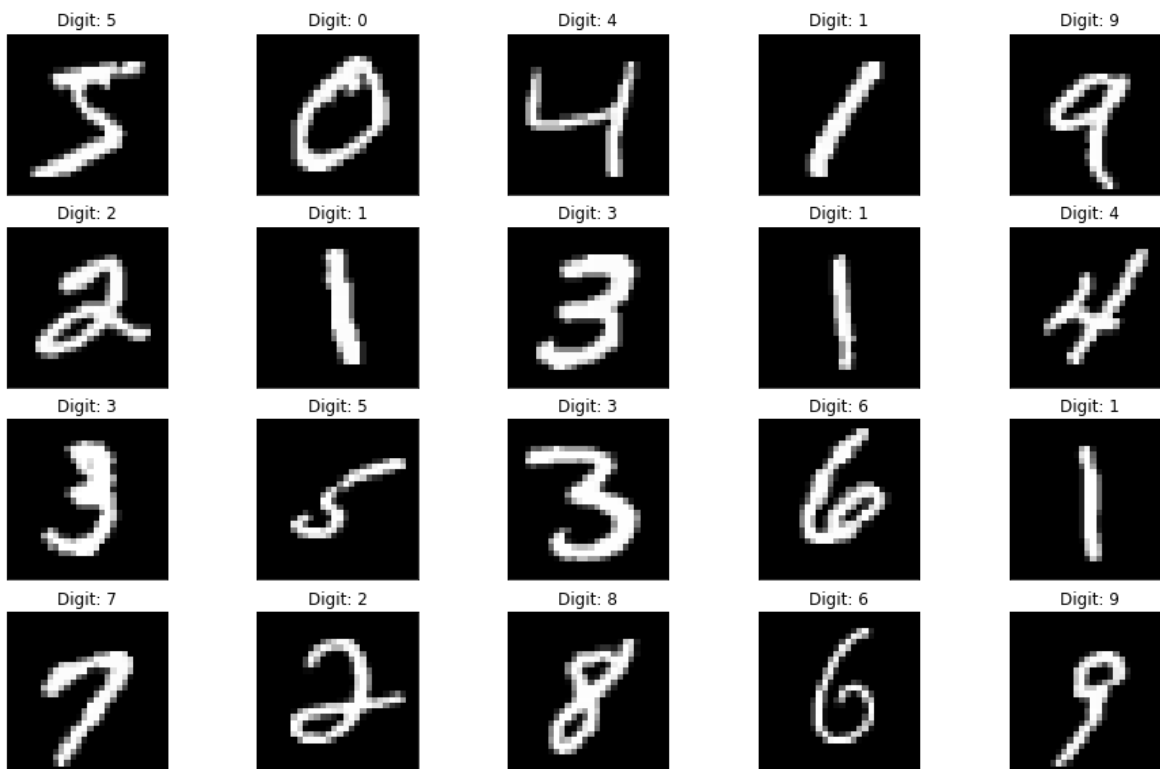 Digit: 5 Digit: 0 Digit: 4 Digit: 1 Digit: 9
5 0 4 1 9
Digit: 2 Digit: 1 Digit: 3 Digit: 1 Digit: 4
2 1 3 1 4
Digit: 3 Digit: 5 Digit: 3 Digit: 6 Digit: 1
3 5 3 6 1
Digit: 7 Digit: 2 Digit: 8 Digit: 6 Digit: 9
7 2 8 6 9